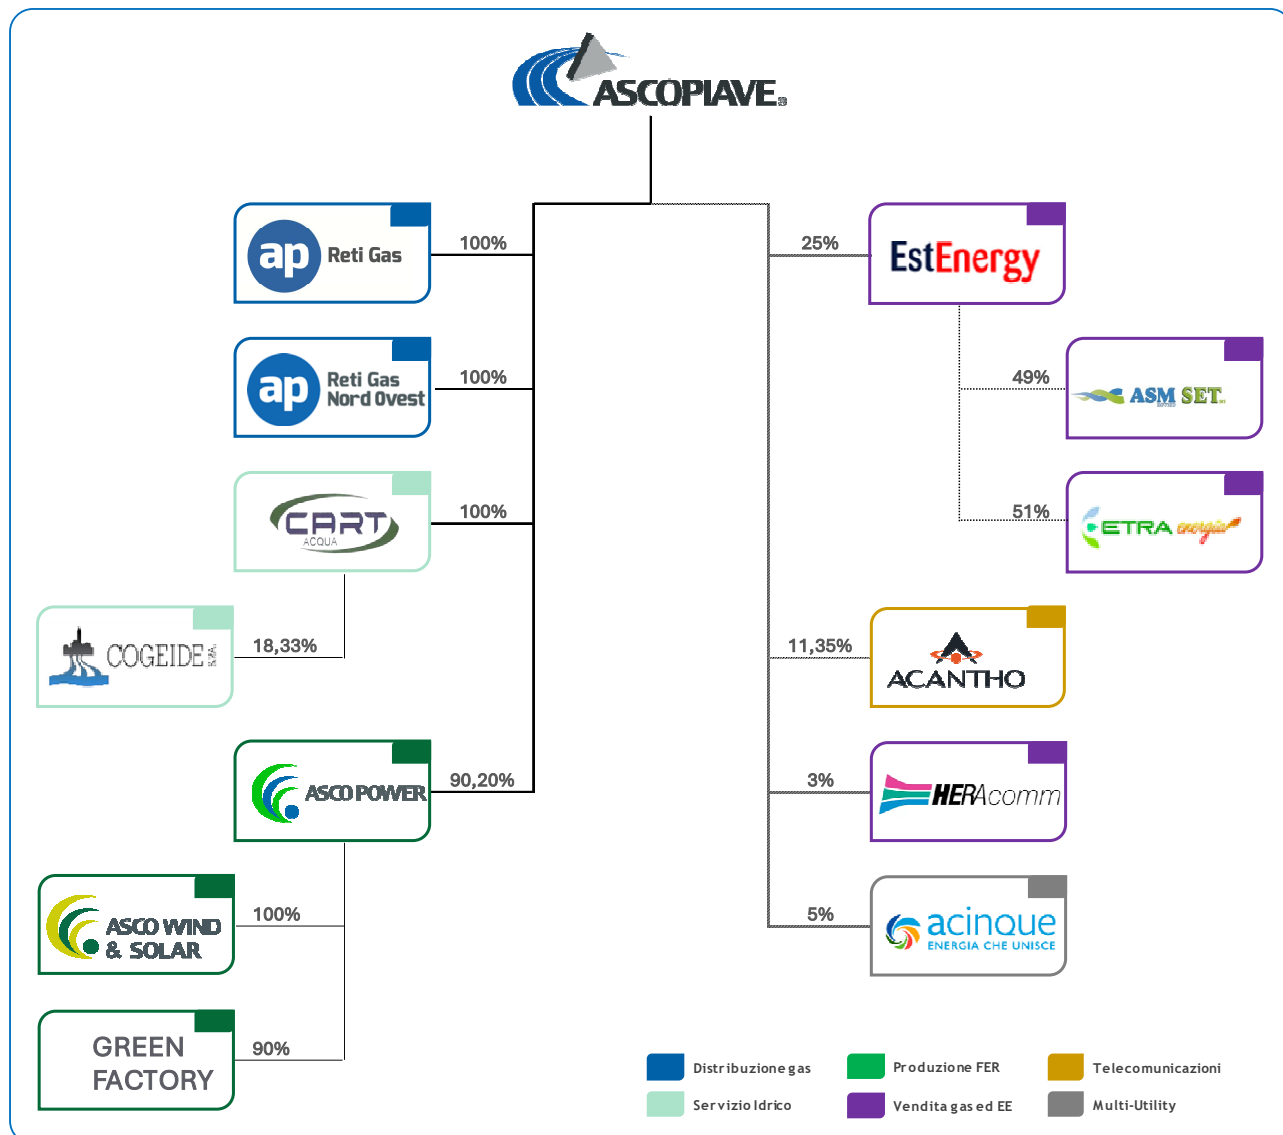 ASCOPIAVE
ap Reti Gas
100%
25%
EstEnergy
ap Reti Gas
Nord Ovest
100%
49%
ASM SET
CART
ACQUA
100%
51%
ETRA energia
COGEIDE S.P.A.
18,33%
11,35%
ACANTHO
ASCO POWER
90,20%
3%
HERAcomm
ASCO WIND
& SOLAR
100%
5%
acinque
ENERGIA CHE UNISCE
GREEN
FACTORY
90%
Distribuzione gas
Produzione FER
Telecomunicazioni
Servizio Idrico
Vendita gas ed EE
Multi-Utility